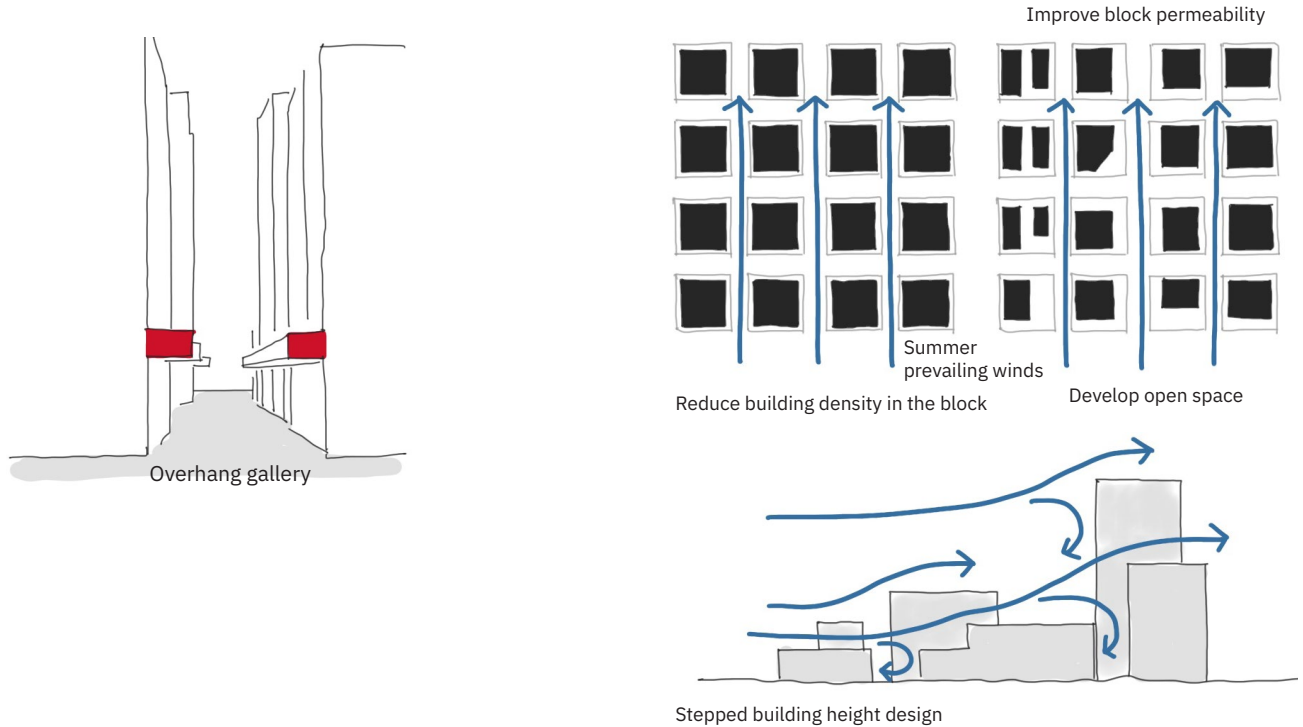 Improve block permeability
Overhang gallery
Summer
prevailing winds
Reduce building density in the block
Develop open space
Stepped building height design